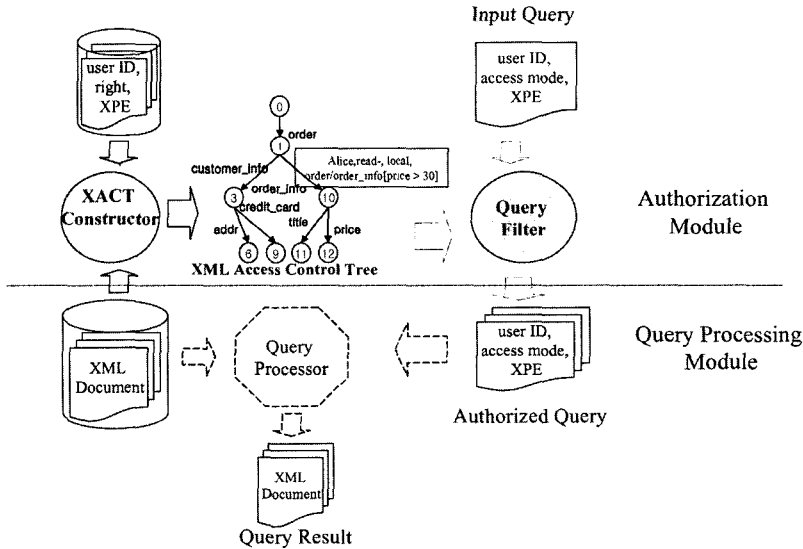 Input Query
user ID,
right,
XPE
user ID,
access mode,
XPE
0
1
order
customer_info
Alice,read-, local,
order/order_info[price > 30]
order_info
3
10
credit_card
addr
title
price
6
9
11
12
XML Access Control Tree
XACT
Constructor
Query
Filter
Authorization
Module
XML
Document
Query
Processor
user ID,
access mode,
XPE
Query Processing
Module
Authorized Query
XML
Document
Query Result